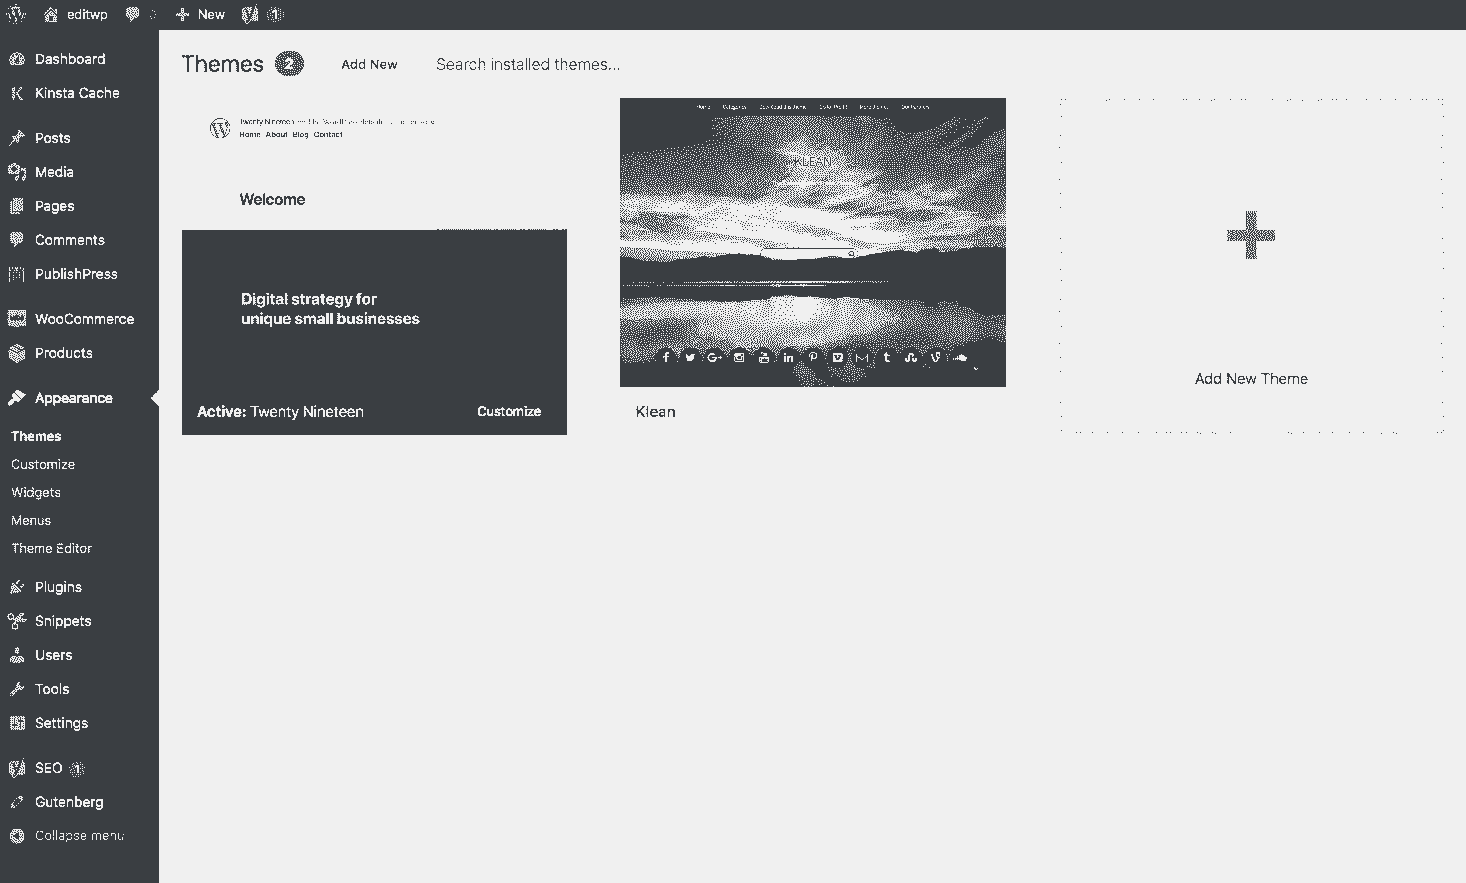 editwp
New
1
Dashboard
Kinsta Cache
Posts
Media
Pages
Comments
PublishPress
WooCommerce
Products
Appearance
Themes
Customize
Widgets
Menus
Theme Editor
Plugins
Snippets
Users
Tools
Settings
SEO 1
Gutenberg
Collapse menu
Themes 2 Add New Search installed themes...
Twenty Nineteen
Home About Blog Contact
Welcome
Digital strategy for
unique small businesses
Active: Twenty Nineteen Customize
Home Categories
KLEAN
Klean
Add New Theme